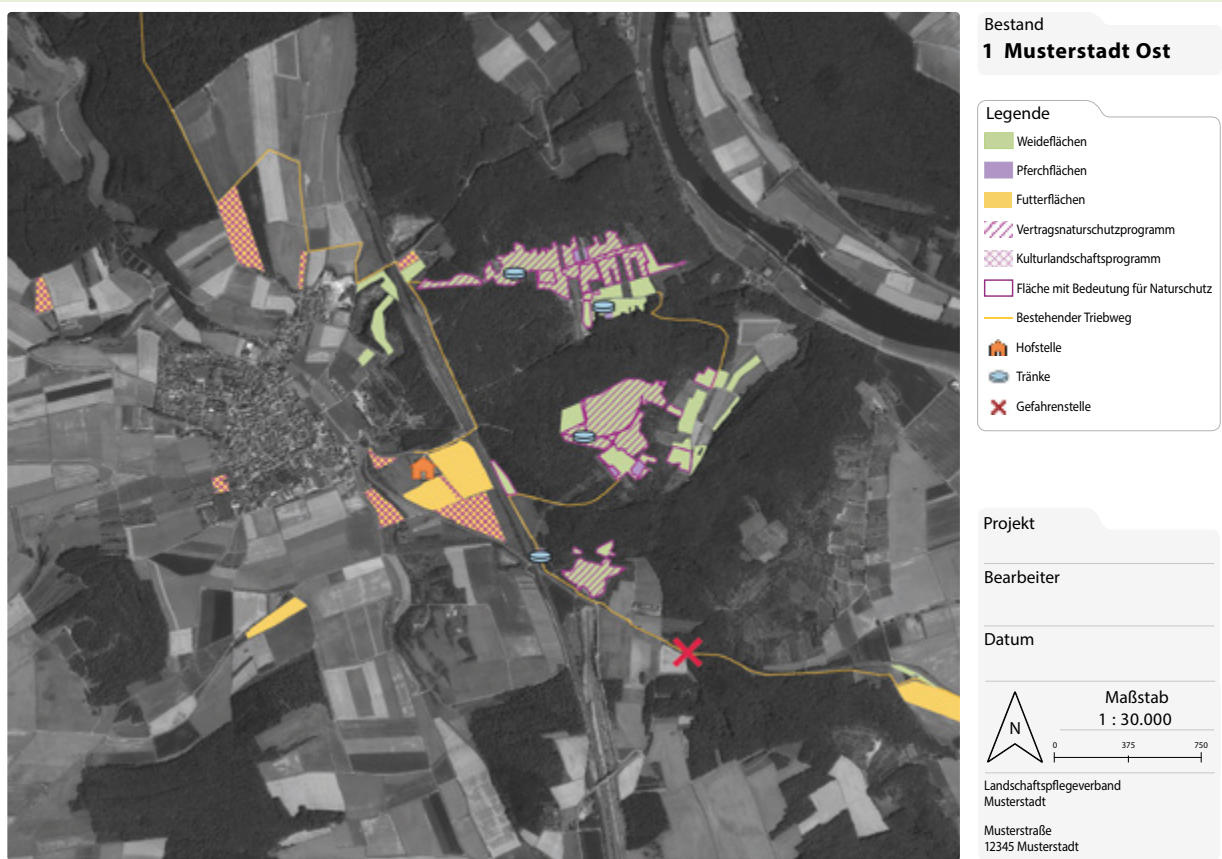 Bestand
1 Musterstadt Ost
Legende
Weideflächen
Pferchflächen
Futterflächen
Vertragsnaturschutzprogramm
Kulturlandschaftsprogramm
Fläche mit Bedeutung für Naturschutz
Bestehender Triebweg
Hofstelle
Tränke
Gefahrenstelle
Projekt
Bearbeiter
Datum
N
Maßstab
1 : 30.000
0 375 750
Landschaftspflegeverband
Musterstadt
Musterstraße
12345 Musterstadt